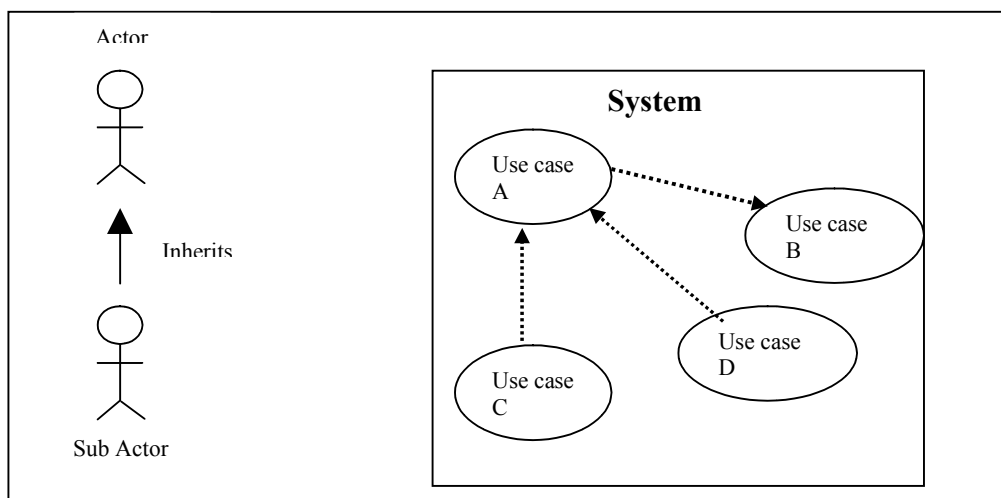 Actor
System
Use case
A
Use case
B
Inherits
Use case
D
Use case
C
Sub Actor